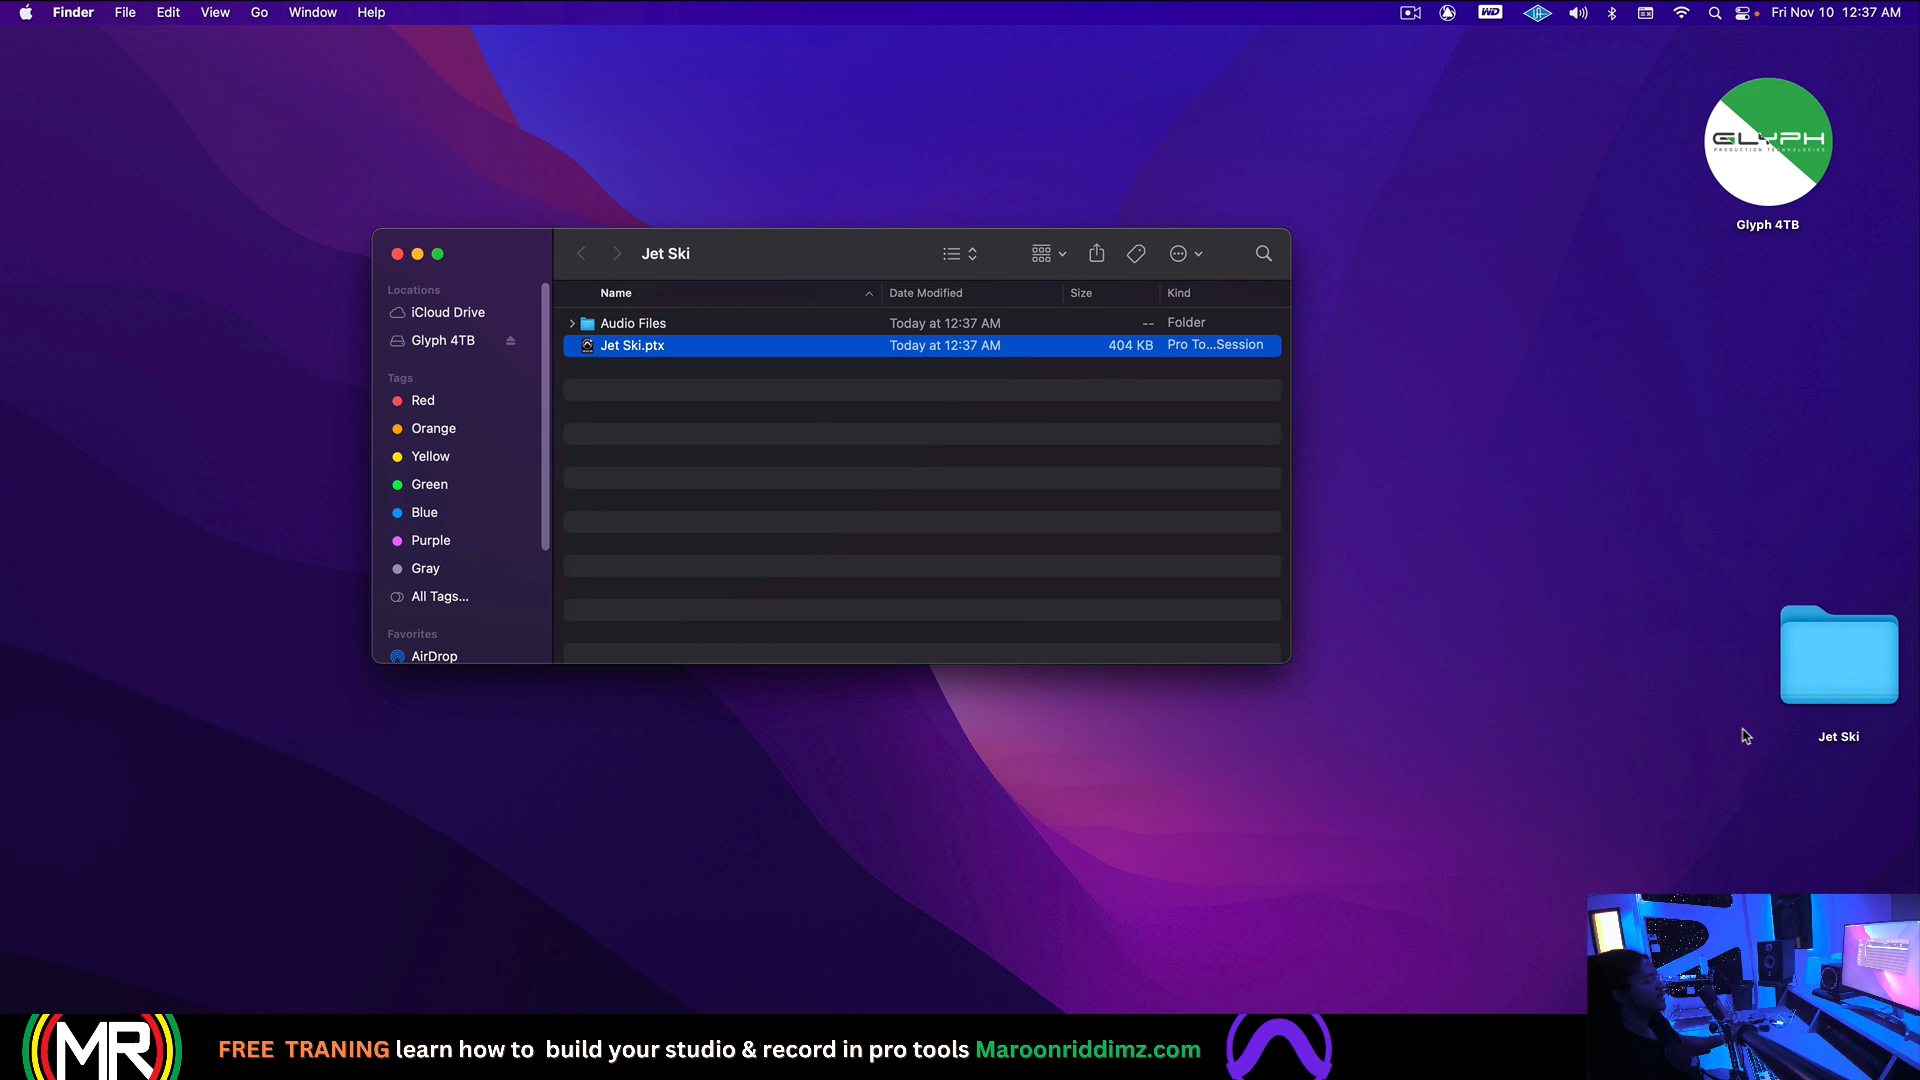 Finder File Edit View Go Window Help
WD
UA
Fri Nov 10 12:37 AM
GLYPH
PRODUCTION TECHNOLOGIES
Glyph 4TB
Jet Ski
Locations
iCloud Drive
Glyph 4TB
Tags
Red
Orange
Yellow
Green
Blue
Purple
Gray
All Tags...
Favorites
AirDrop
Name Date Modified Size Kind
Audio Files Today at 12:37 AM -- Folder
Jet Ski.ptx Today at 12:37 AM 404 KB Pro To...Session
Jet Ski
MR
FREE TRANING learn how to build your studio & record in pro tools Maroonriddimz.com